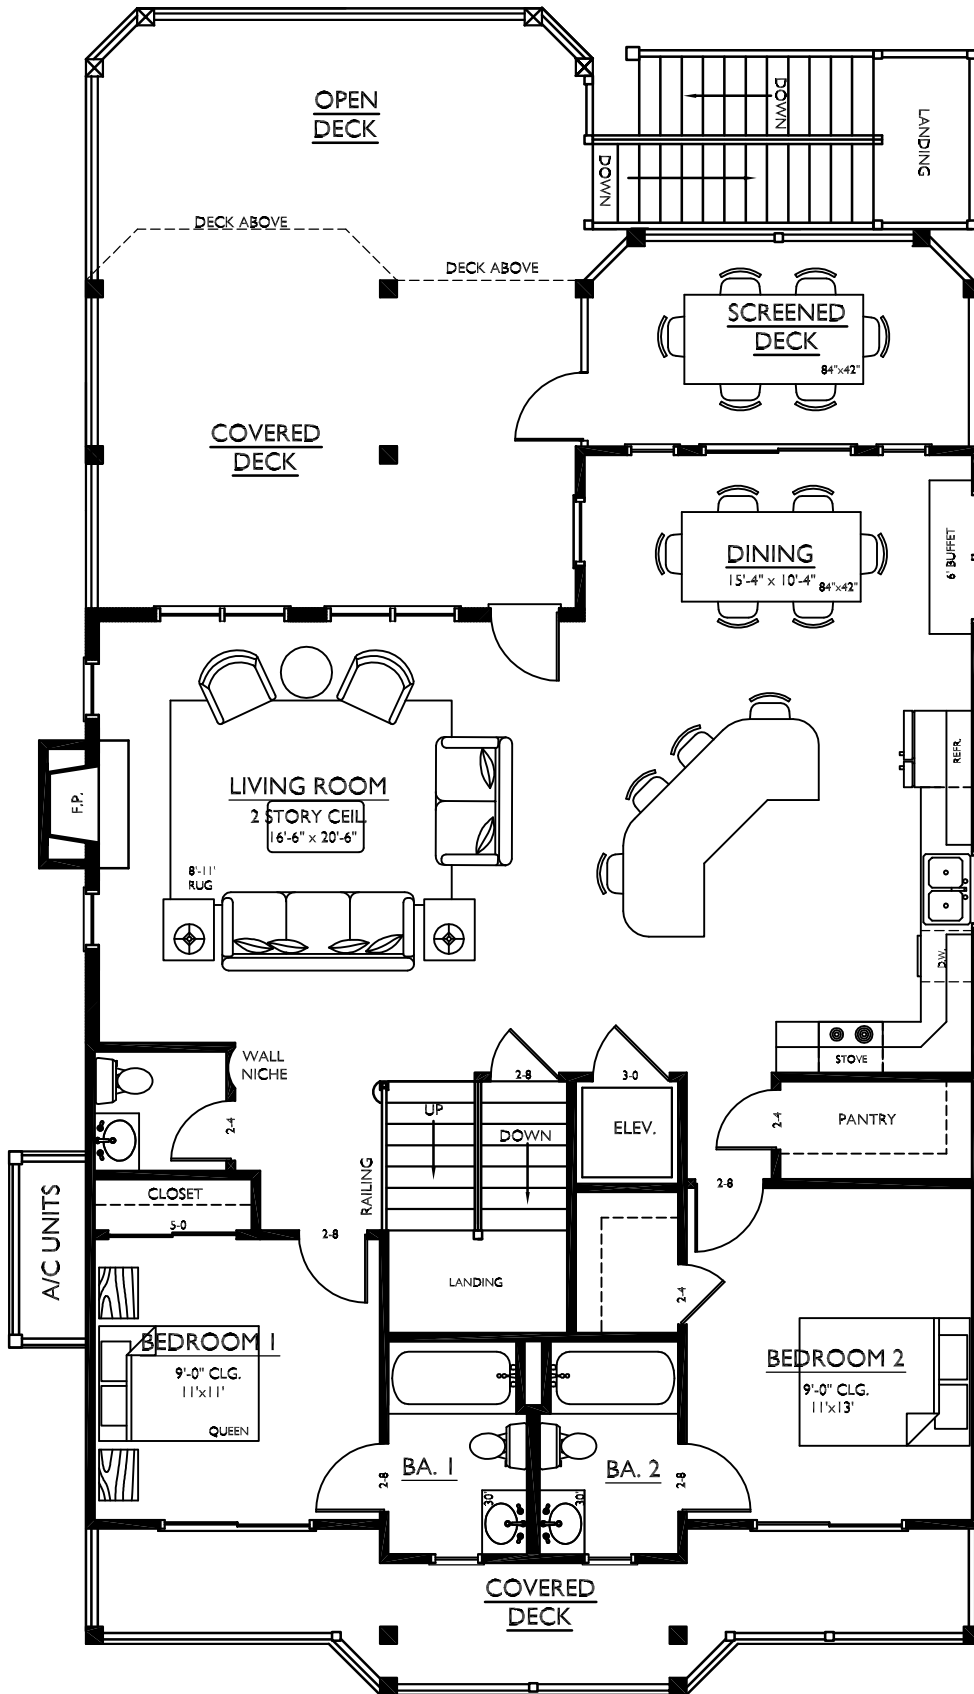 OPEN
DECK
DOWN
DOWN
LANDING
DECK ABOVE
DECK ABOVE
SCREENED
DECK
84"x42"
COVERED
DECK
DINING
15'-4" x 10'-4"
84"x42"
6' BUFFET
REFR.
F.P.
LIVING ROOM
2 STORY CEIL.
16'-6" x 20'-6"
8'-11'
RUG
D.W.
STOVE
WALL
NICHE
2-8
3-0
UP
DOWN
ELEV.
2-4
PANTRY
2-4
RAILING
CLOSET
5-0
2-8
2-8
A/C UNITS
LANDING
2-4
BEDROOM 1
9'-0" CLG.
11'x11'
QUEEN
BEDROOM 2
9'-0" CLG.
11'x13'
BA. 1
2-8
BA. 2
2-8
30"
30"
COVERED
DECK